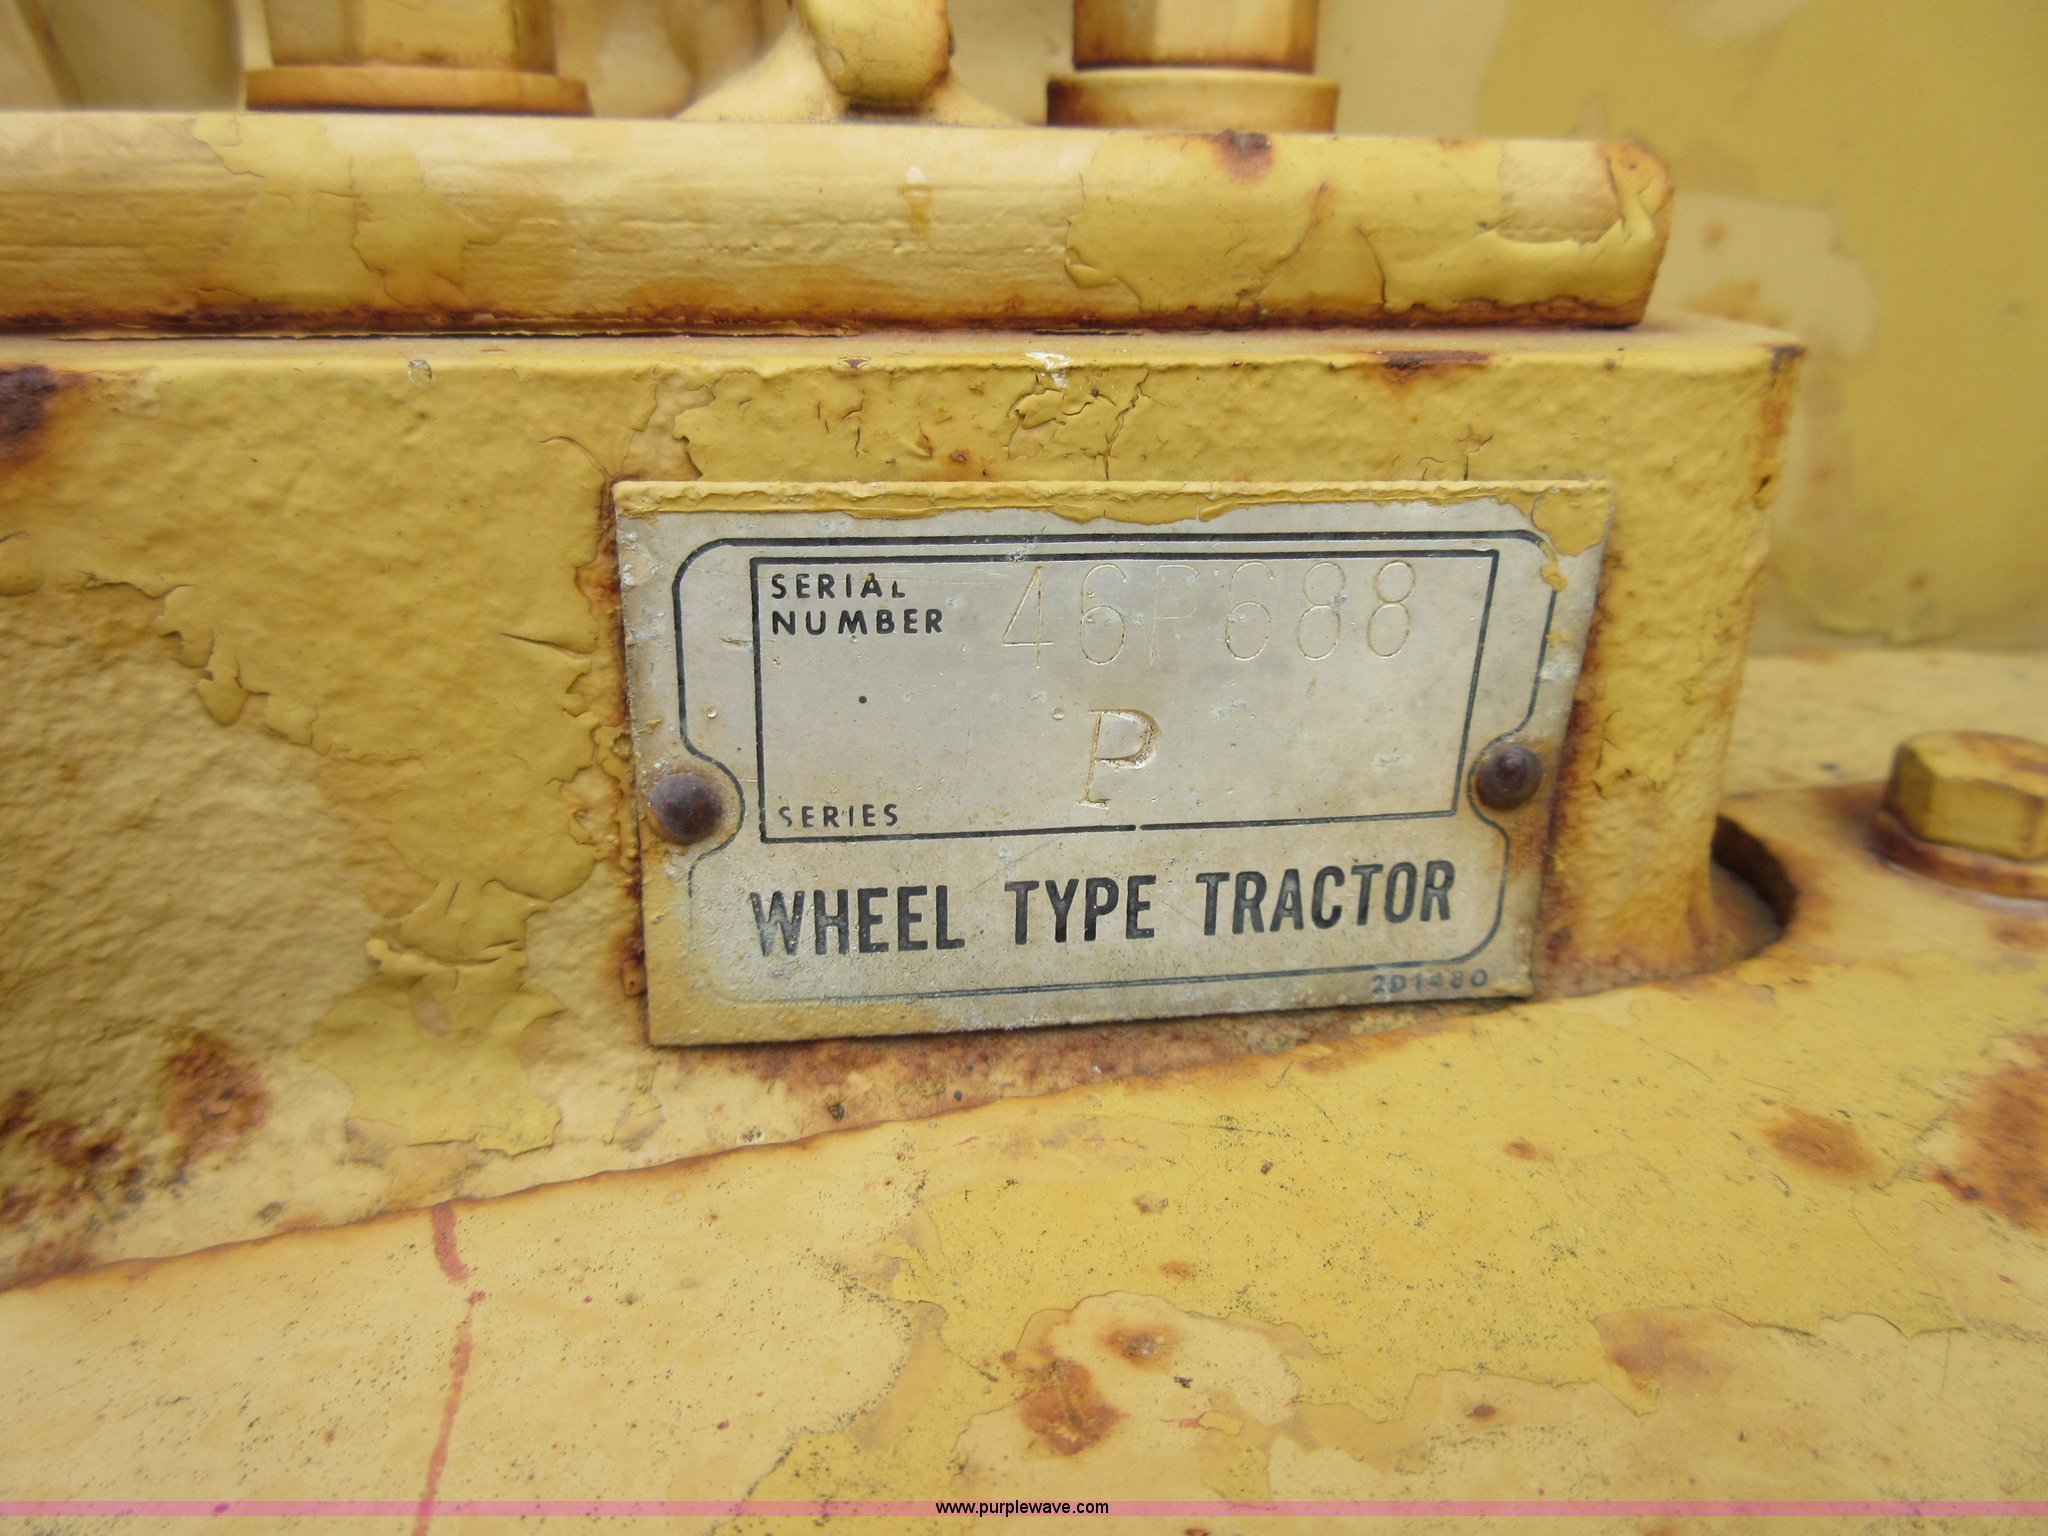 SERIAL
NUMBER 46P688
P
SERIES
WHEEL TYPE TRACTOR
2D1480
www.purplewave.com